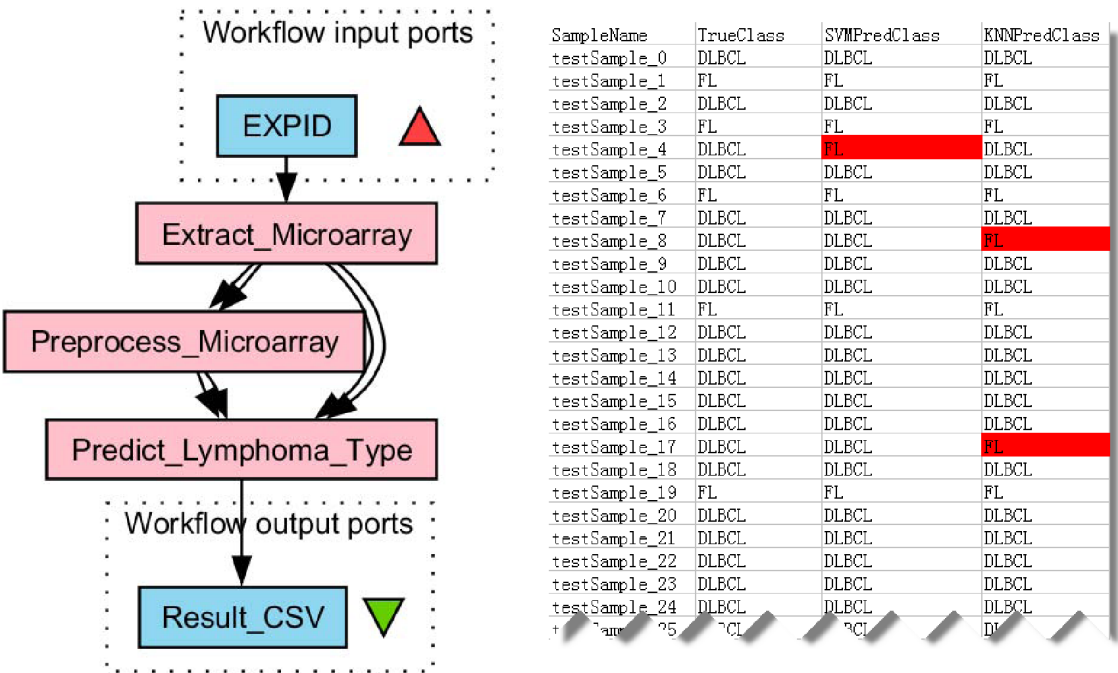 Workflow input ports
EXPID
Extract_Microarray
Preprocess_Microarray
Predict_Lymphoma_Type
Workflow output ports
Result_CSV
SampleName TrueClass SVMPredClass KNNPredClass
testSample_0 DLBCL DLBCL DLBCL
testSample_1 FL FL FL
testSample_2 DLBCL DLBCL DLBCL
testSample_3 FL FL FL
testSample_4 DLBCL FL DLBCL
testSample_5 DLBCL DLBCL DLBCL
testSample_6 FL FL FL
testSample_7 DLBCL DLBCL DLBCL
testSample_8 DLBCL DLBCL FL
testSample_9 DLBCL DLBCL DLBCL
testSample_10 DLBCL DLBCL DLBCL
testSample_11 FL FL FL
testSample_12 DLBCL DLBCL DLBCL
testSample_13 DLBCL DLBCL DLBCL
testSample_14 DLBCL DLBCL DLBCL
testSample_15 DLBCL DLBCL DLBCL
testSample_16 DLBCL DLBCL DLBCL
testSample_17 DLBCL DLBCL FL
testSample_18 DLBCL DLBCL DLBCL
testSample_19 FL FL FL
testSample_20 DLBCL DLBCL DLBCL
testSample_21 DLBCL DLBCL DLBCL
testSample_22 DLBCL DLBCL DLBCL
testSample_23 DLBCL DLBCL DLBCL
testSample_24 DLBCL DLBCL DLBCL